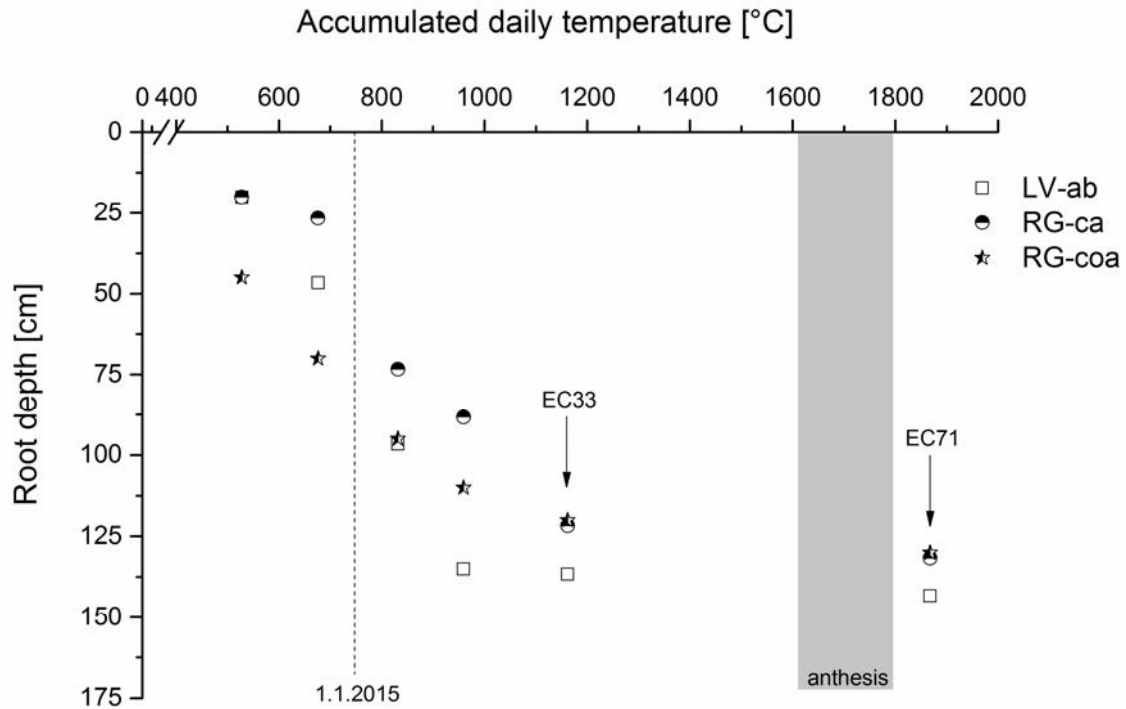 Accumulated daily temperature [°C]
0 400 600 800 1000 1200 1400 1600 1800 2000
0
25
50
75
100
125
150
175
Root depth [cm]
LV-ab
RG-ca
RG-coa
EC33
EC71
anthesis
1.1.2015